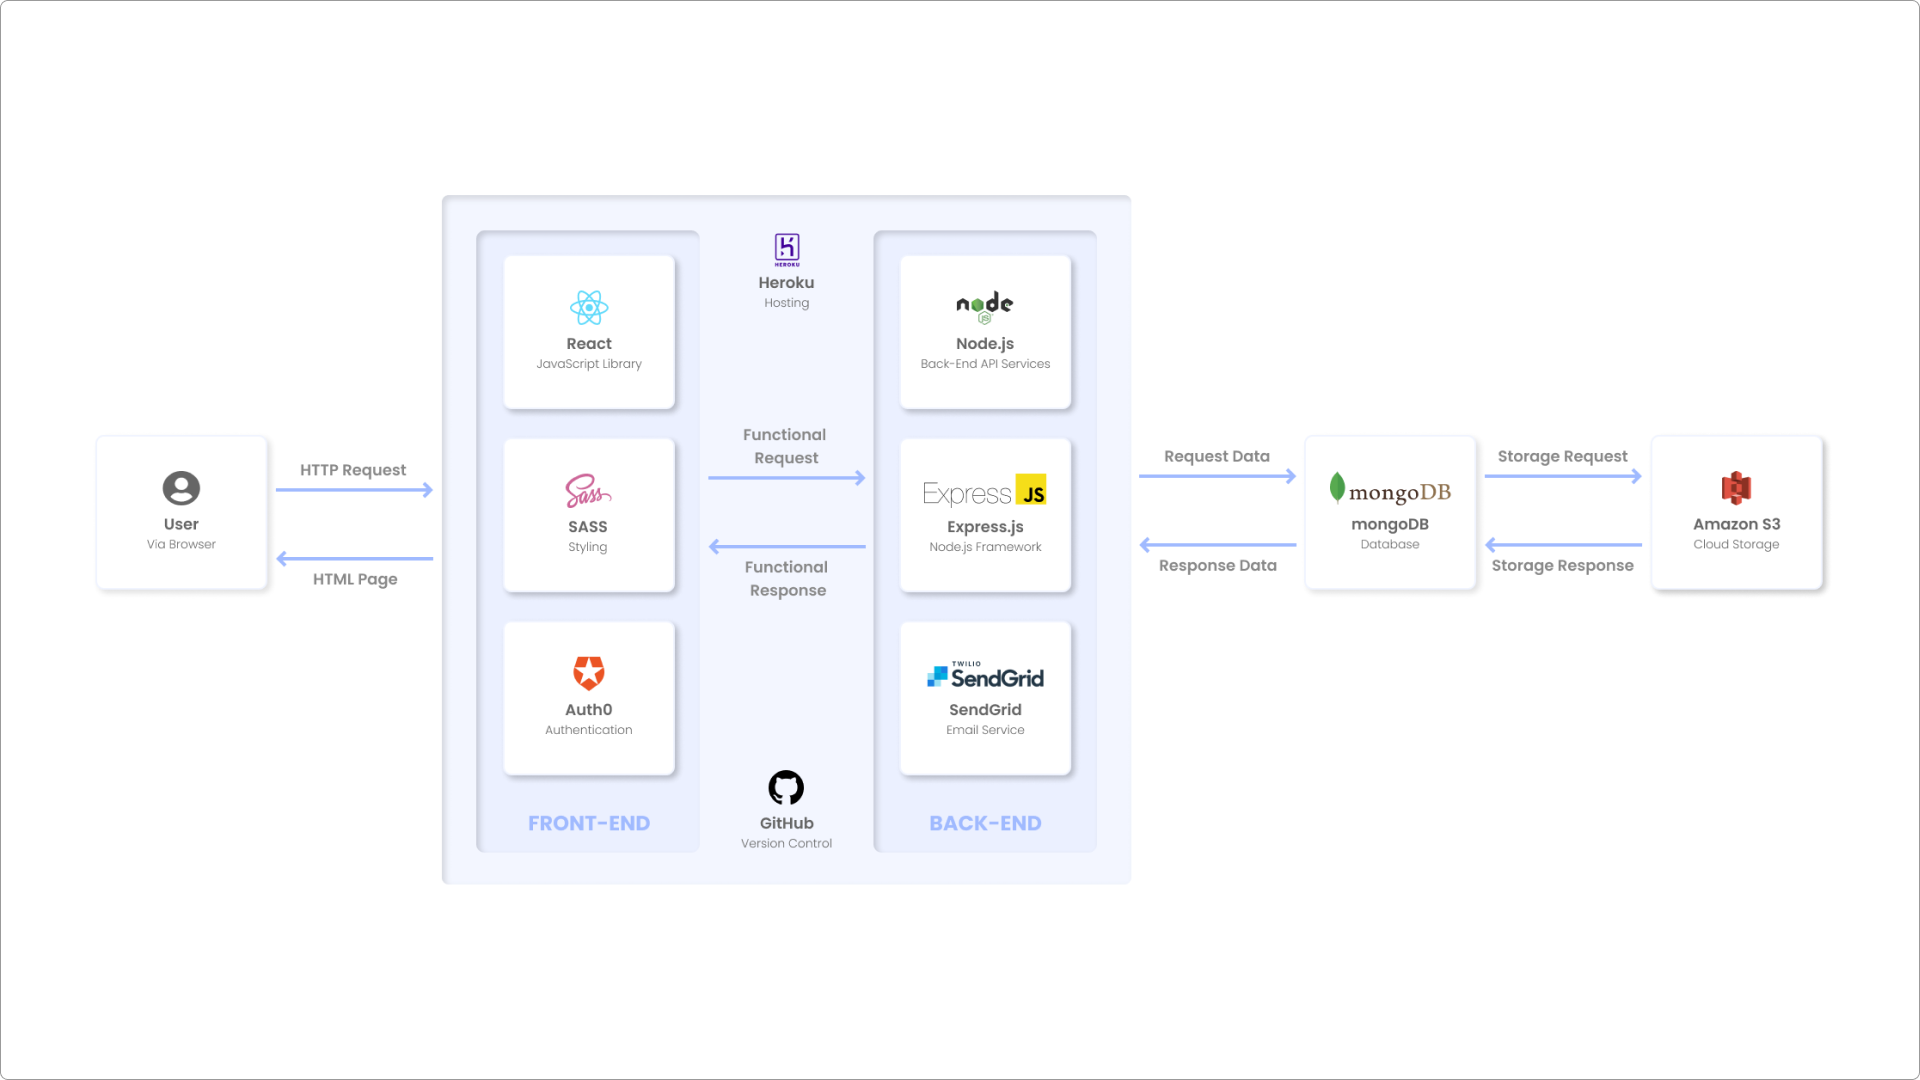 User
Via Browser
HTTP Request
HTML Page
React
JavaScript Library
Sass
SASS
Styling
Auth0
Authentication
FRONT-END
HEROKU
Heroku
Hosting
Functional
Request
Functional
Response
GitHub
Version Control
node
JS
Node.js
Back-End API Services
Express JS
Express.js
Node.js Framework
TWILIO
SendGrid
SendGrid
Email Service
BACK-END
Request Data
Response Data
mongoDB
mongoDB
Database
Storage Request
Storage Response
Amazon S3
Cloud Storage